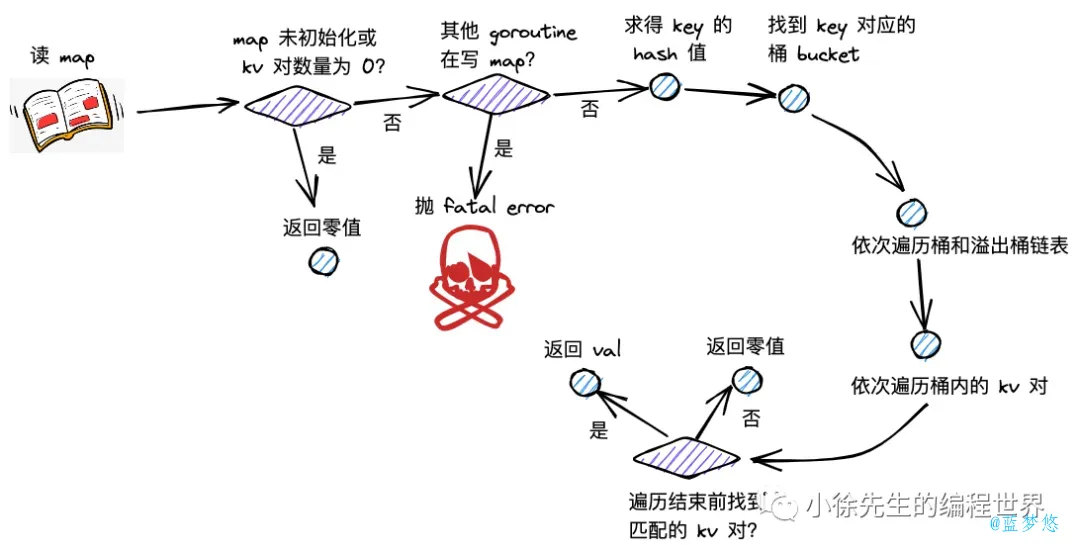 读 map
map 未初始化或
kv 对数量为 0?
其他 goroutine
在写 map?
求得 key 的
hash 值
找到 key 对应的
桶 bucket
否
否
是
是
返回零值
抛 fatal error
依次遍历桶和溢出桶链表
依次遍历桶内的 kv 对
返回 val
返回零值
是
否
遍历结束前找到
匹配的 kv 对?
小徐先生的编程世界
@蓝梦悠